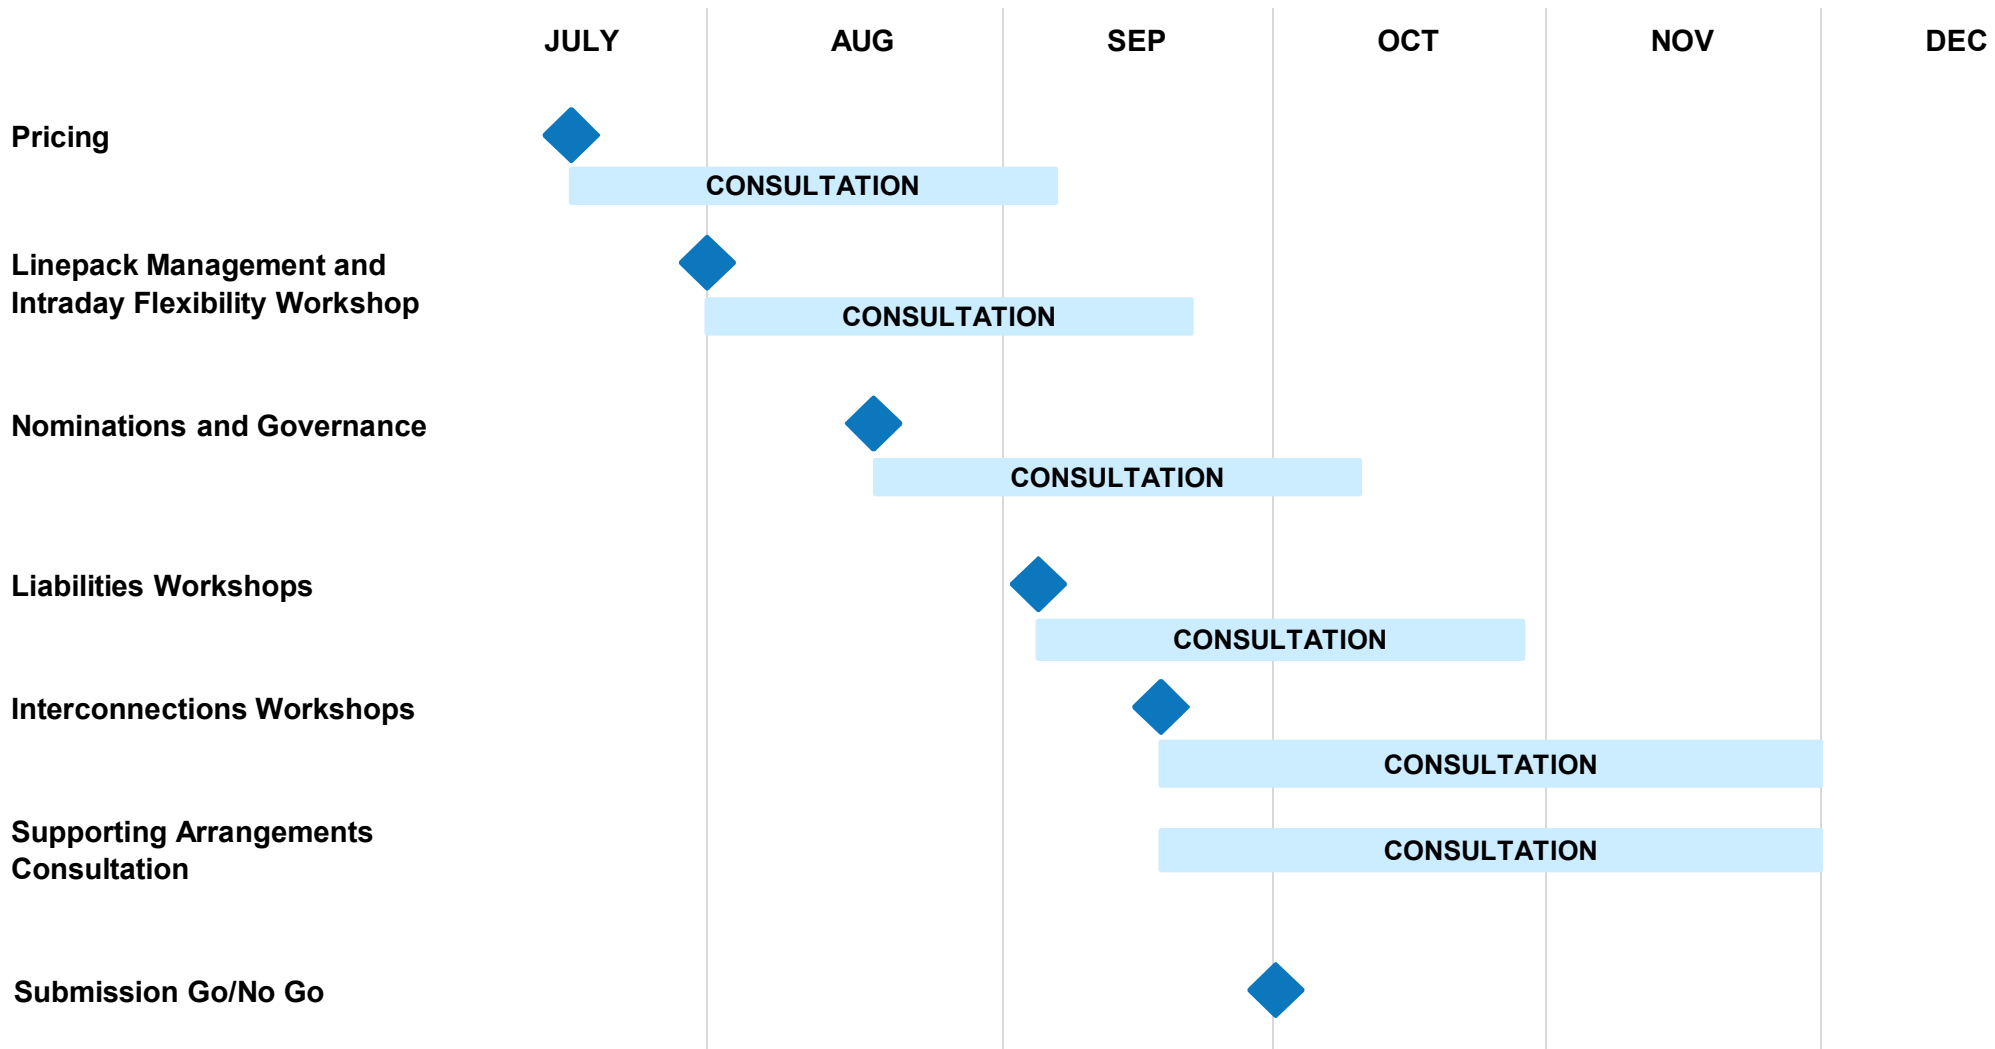 JULY AUG SEP OCT NOV DEC
Pricing
CONSULTATION
Linepack Management and
Intraday Flexibility Workshop
CONSULTATION
Nominations and Governance
CONSULTATION
Liabilities Workshops
CONSULTATION
Interconnections Workshops
CONSULTATION
Supporting Arrangements
Consultation
CONSULTATION
Submission Go/No Go